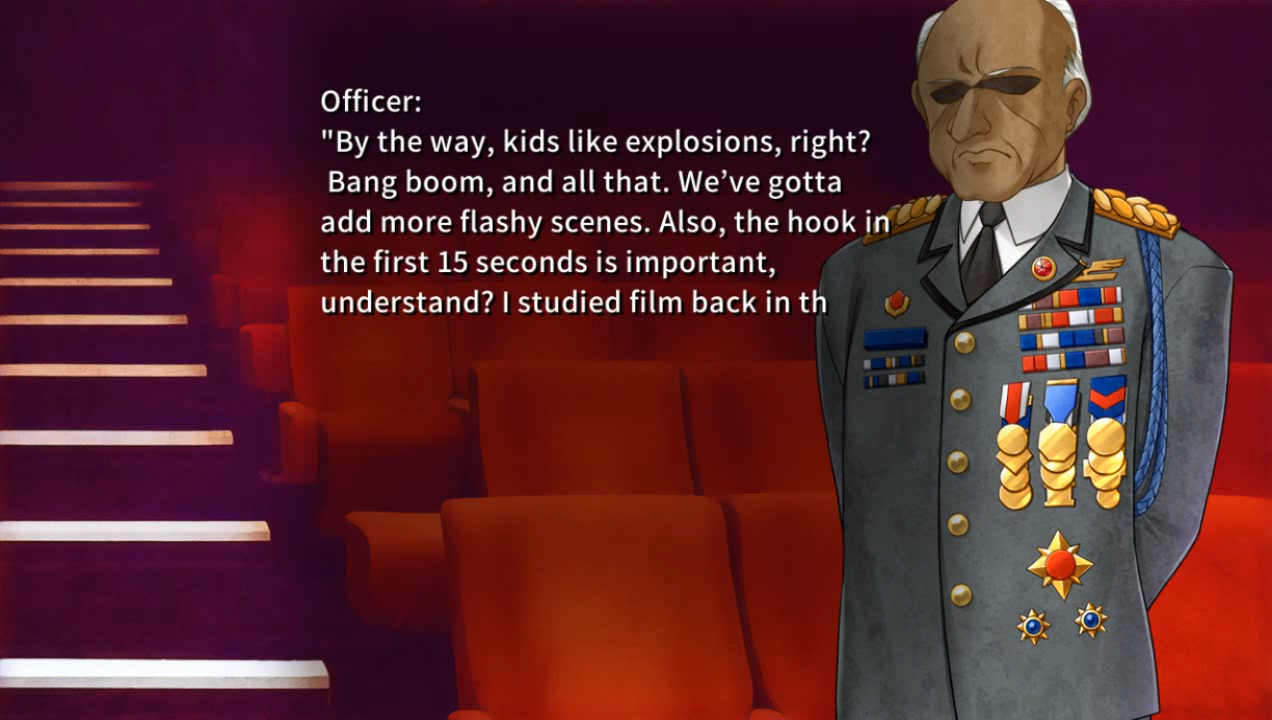 Officer:
"By the way, kids like explosions, right?
Bang boom, and all that. We’ve gotta
add more flashy scenes. Also, the hook in
the first 15 seconds is important,
understand? I studied film back in th